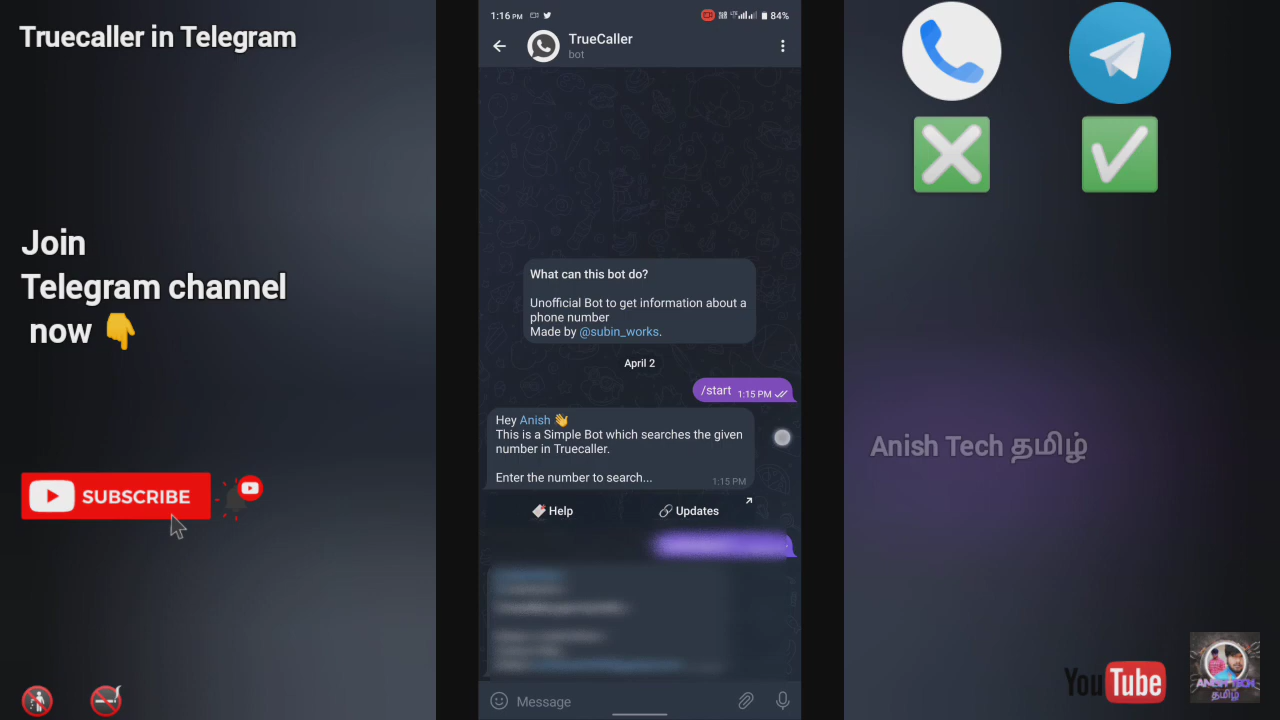 Truecaller in Telegram
Join
Telegram channel
now
SUBSCRIBE
1:16 PM
84%
TrueCaller
bot
What can this bot do?
Unofficial Bot to get information about a
phone number
Made by @subin_works.
April 2
/start 1:15 PM
Hey Anish
This is a Simple Bot which searches the given
number in Truecaller.
Enter the number to search...
1:15 PM
Help
Updates
Message
Anish Tech தமிழ்
YouTube
ANISH TECH
தமிழ்